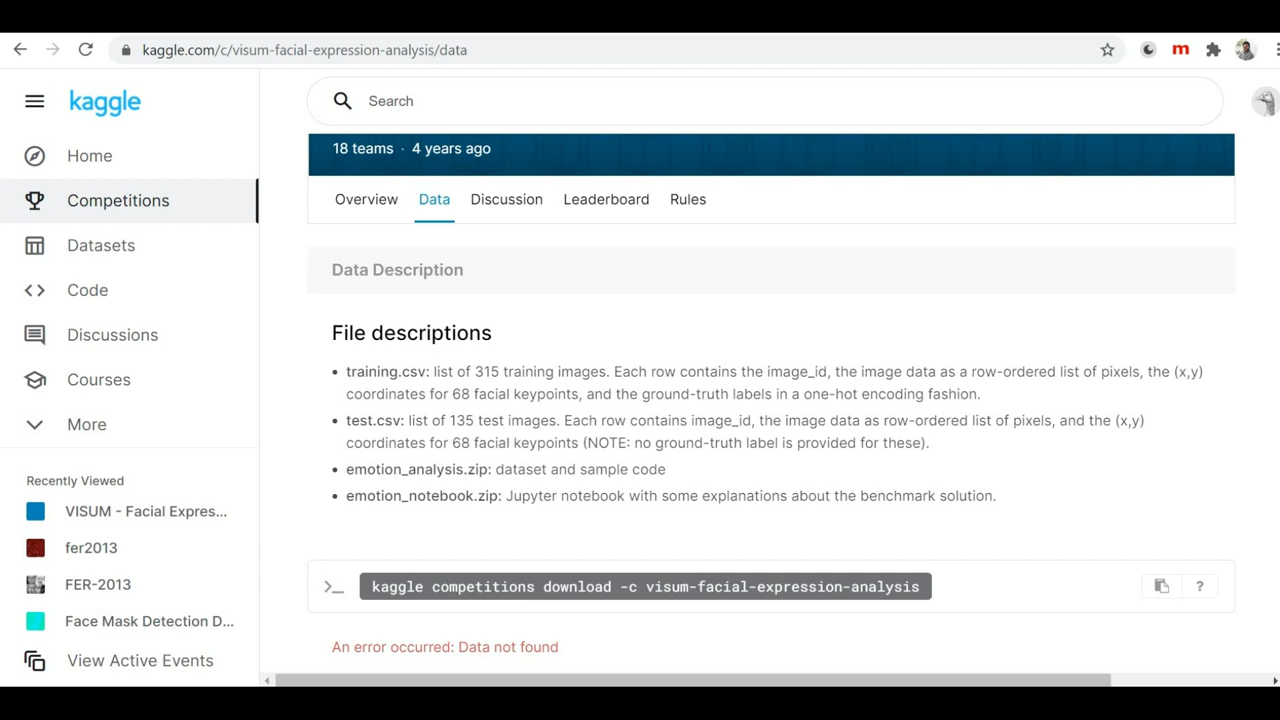 kaggle.com/c/visum-facial-expression-analysis/data
m
kaggle
Search
Home
18 teams · 4 years ago
Competitions
Overview Data Discussion Leaderboard Rules
Datasets
Data Description
Code
File descriptions
Discussions
• training.csv: list of 315 training images. Each row contains the image_id, the image data as a row-ordered list of pixels, the (x,y)
coordinates for 68 facial keypoints, and the ground-truth labels in a one-hot encoding fashion.
Courses
• test.csv: list of 135 test images. Each row contains image_id, the image data as row-ordered list of pixels, and the (x,y)
coordinates for 68 facial keypoints (NOTE: no ground-truth label is provided for these).
More
• emotion_analysis.zip: dataset and sample code
• emotion_notebook.zip: Jupyter notebook with some explanations about the benchmark solution.
Recently Viewed
VISUM - Facial Expres...
fer2013
FER-2013
>_ kaggle competitions download -c visum-facial-expression-analysis ?
Face Mask Detection D...
An error occurred: Data not found
View Active Events